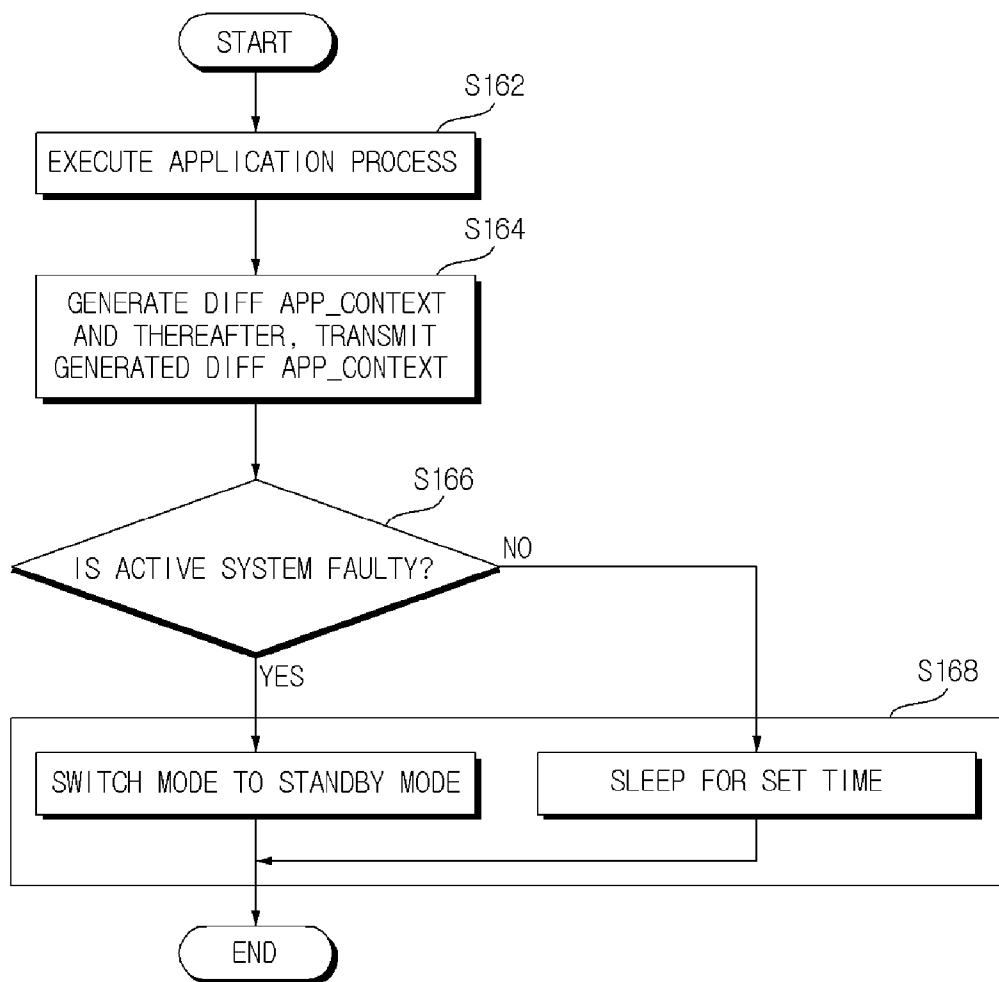 START
S162
EXECUTE APPLICATION PROCESS
S164
GENERATE DIFF APP_CONTEXT
AND THEREAFTER, TRANSMIT
GENERATED DIFF APP_CONTEXT
S166
IS ACTIVE SYSTEM FAULTY?
NO
YES
S168
SWITCH MODE TO STANDBY MODE
SLEEP FOR SET TIME
END